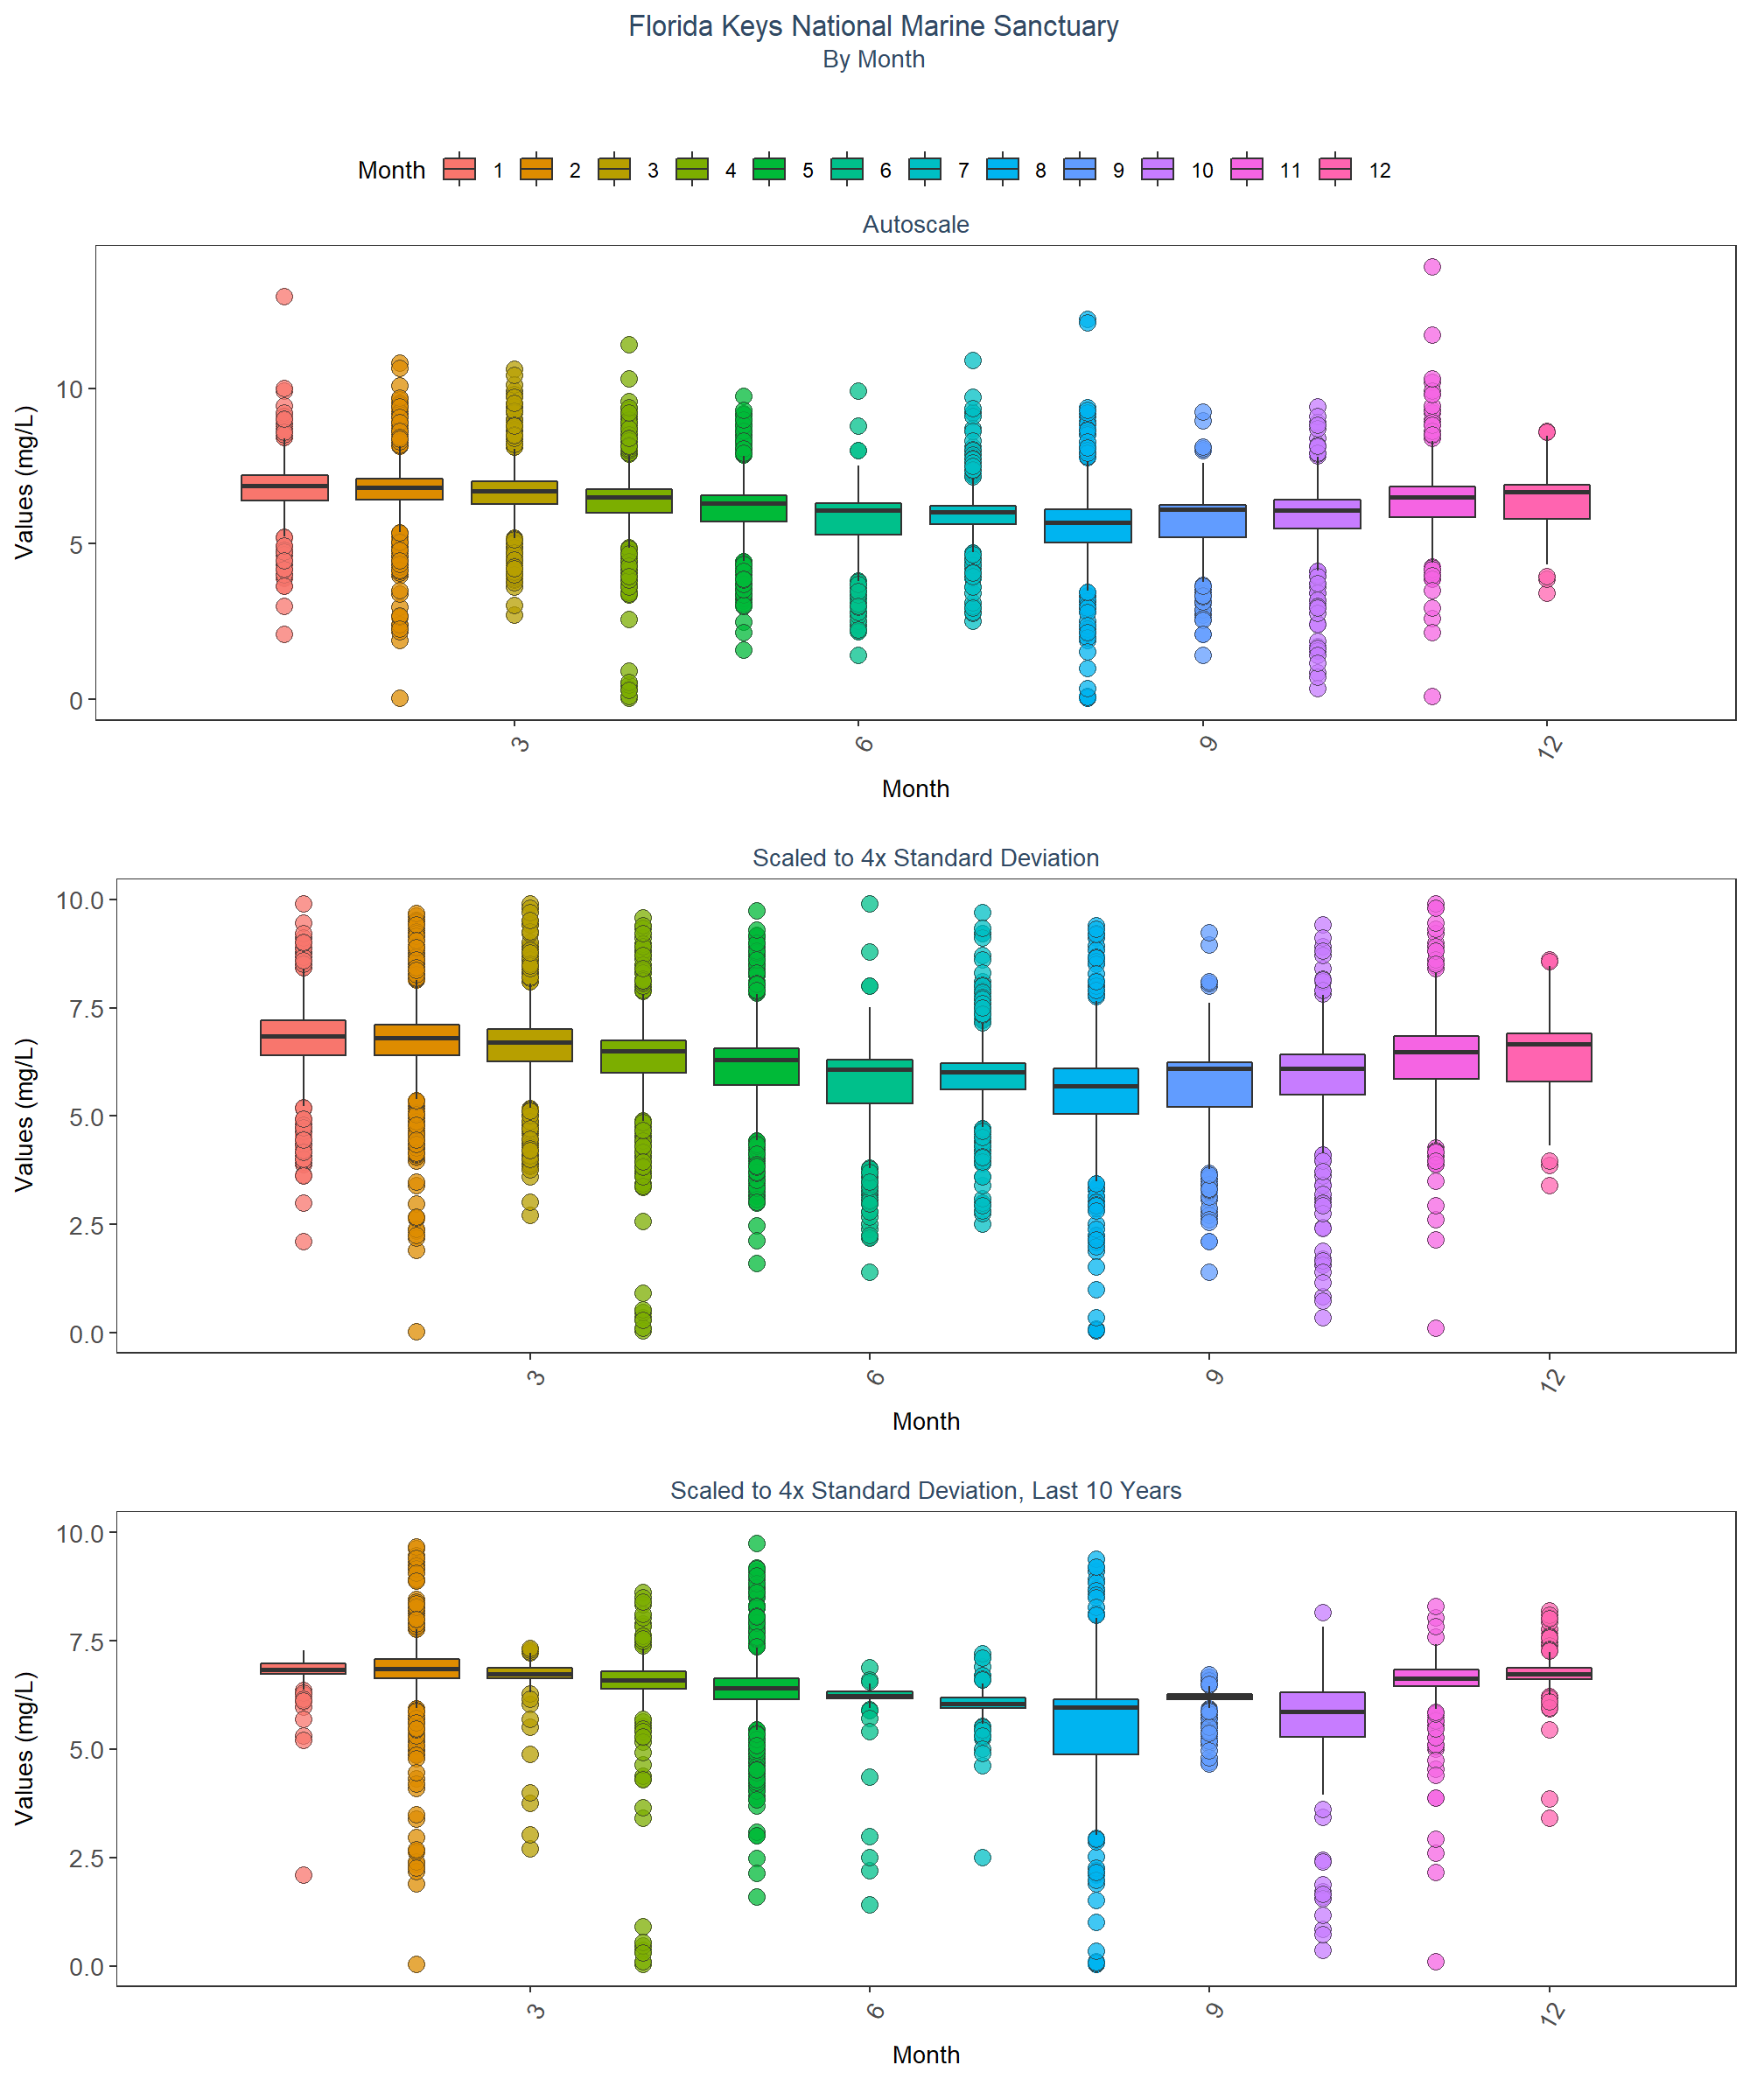 Florida Keys National Marine Sanctuary
By Month
Month 1 2 3 4 5 6 7 8 9 10 11 12
Autoscale
Values (mg/L)
10
5
0
3 6 9 12
Month
Scaled to 4x Standard Deviation
Values (mg/L)
10.0
7.5
5.0
2.5
0.0
3 6 9 12
Month
Scaled to 4x Standard Deviation, Last 10 Years
Values (mg/L)
10.0
7.5
5.0
2.5
0.0
3 6 9 12
Month